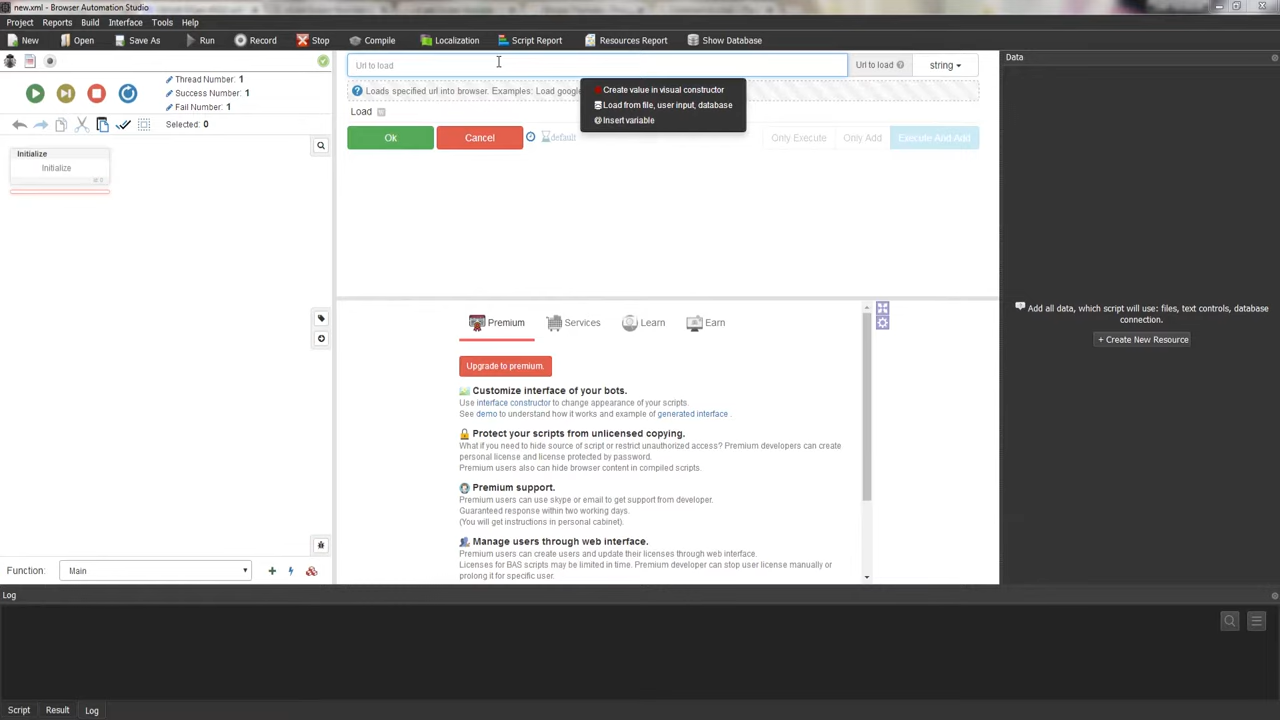 new.xml - Browser Automation Studio
Project Reports Build Interface Tools Help
New Open Save As Run Record Stop Compile Localization Script Report Resources Report Show Database
Thread Number: 1
Success Number: 1
Fail Number: 1
Selected: 0
Initialize
Initialize
Url to load
Url to load
string
Loads specified url into browser. Examples: Load google
Create value in visual constructor
Load from file, user input, database
Insert variable
Load
Ok Cancel default Only Execute Only Add Execute And Add
Premium Services Learn Earn
Upgrade to premium.
Customize interface of your bots.
Use interface constructor to change appearance of your scripts.
See demo to understand how it works and example of generated interface .
Protect your scripts from unlicensed copying.
What if you need to hide source of script or restrict unauthorized access? Premium developers can create
personal license and license protected by password.
Premium users also can hide browser content in compiled scripts.
Premium support.
Premium users can use skype or email to get support from developer.
Guaranteed response within two working days.
(You will get instructions in personal cabinet).
Manage users through web interface.
Premium users can create users and update their licenses through web interface.
Licenses for BAS scripts may be limited in time. Premium developer can stop user license manually or
prolong it for specific user.
Data
Add all data, which script will use: files, text controls, database
connection.
+ Create New Resource
Function: Main
Log
Script Result Log